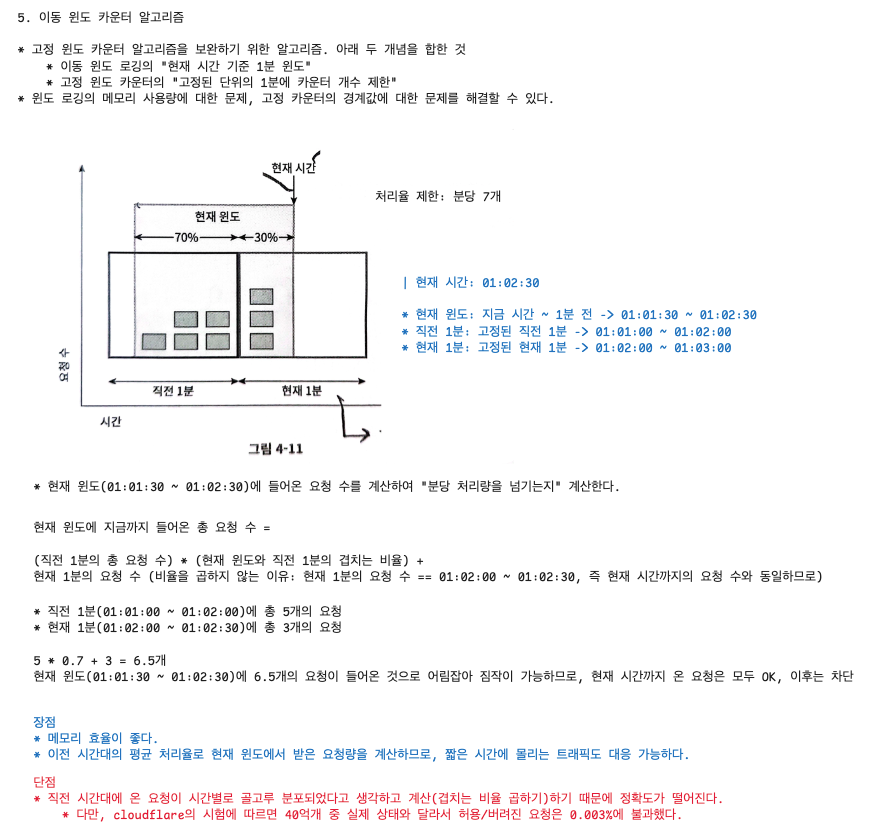 5. 이동 윈도 카운터 알고리즘
* 고정 윈도 카운터 알고리즘을 보완하기 위한 알고리즘. 아래 두 개념을 합한 것
* 이동 윈도 로깅의 "현재 시간 기준 1분 윈도"
* 고정 윈도 카운터의 "고정된 단위의 1분에 카운터 개수 제한"
* 윈도 로깅의 메모리 사용량에 대한 문제, 고정 카운터의 경계값에 대한 문제를 해결할 수 있다.
현재 시간
처리율 제한: 분당 7개
현재 윈도
70% 30%
| 현재 시간: 01:02:30
* 현재 윈도: 지금 시간 ~ 1분 전 -> 01:01:30 ~ 01:02:30
* 직전 1분: 고정된 직전 1분 -> 01:01:00 ~ 01:02:00
* 현재 1분: 고정된 현재 1분 -> 01:02:00 ~ 01:03:00
요청 수
직전 1분 현재 1분
시간
그림 4-11
* 현재 윈도(01:01:30 ~ 01:02:30)에 들어온 요청 수를 계산하여 "분당 처리량을 넘기는지" 계산한다.
현재 윈도에 지금까지 들어온 총 요청 수 =
(직전 1분의 총 요청 수) * (현재 윈도와 직전 1분의 겹치는 비율) +
현재 1분의 요청 수 (비율을 곱하지 않는 이유: 현재 1분의 요청 수 == 01:02:00 ~ 01:02:30, 즉 현재 시간까지의 요청 수와 동일하므로)
* 직전 1분(01:01:00 ~ 01:02:00)에 총 5개의 요청
* 현재 1분(01:02:00 ~ 01:02:30)에 총 3개의 요청
5 * 0.7 + 3 = 6.5개
현재 윈도(01:01:30 ~ 01:02:30)에 6.5개의 요청이 들어온 것으로 어림잡아 짐작이 가능하므로, 현재 시간까지 온 요청은 모두 OK, 이후는 차단
장점
* 메모리 효율이 좋다.
* 이전 시간대의 평균 처리율로 현재 윈도에서 받은 요청량을 계산하므로, 짧은 시간에 몰리는 트래픽도 대응 가능하다.
단점
* 직전 시간대에 온 요청이 시간별로 골고루 분포되었다고 생각하고 계산(겹치는 비율 곱하기)하기 때문에 정확도가 떨어진다.
* 다만, cloudflare의 시험에 따르면 40억개 중 실제 상태와 달라서 허용/버려진 요청은 0.003%에 불과했다.